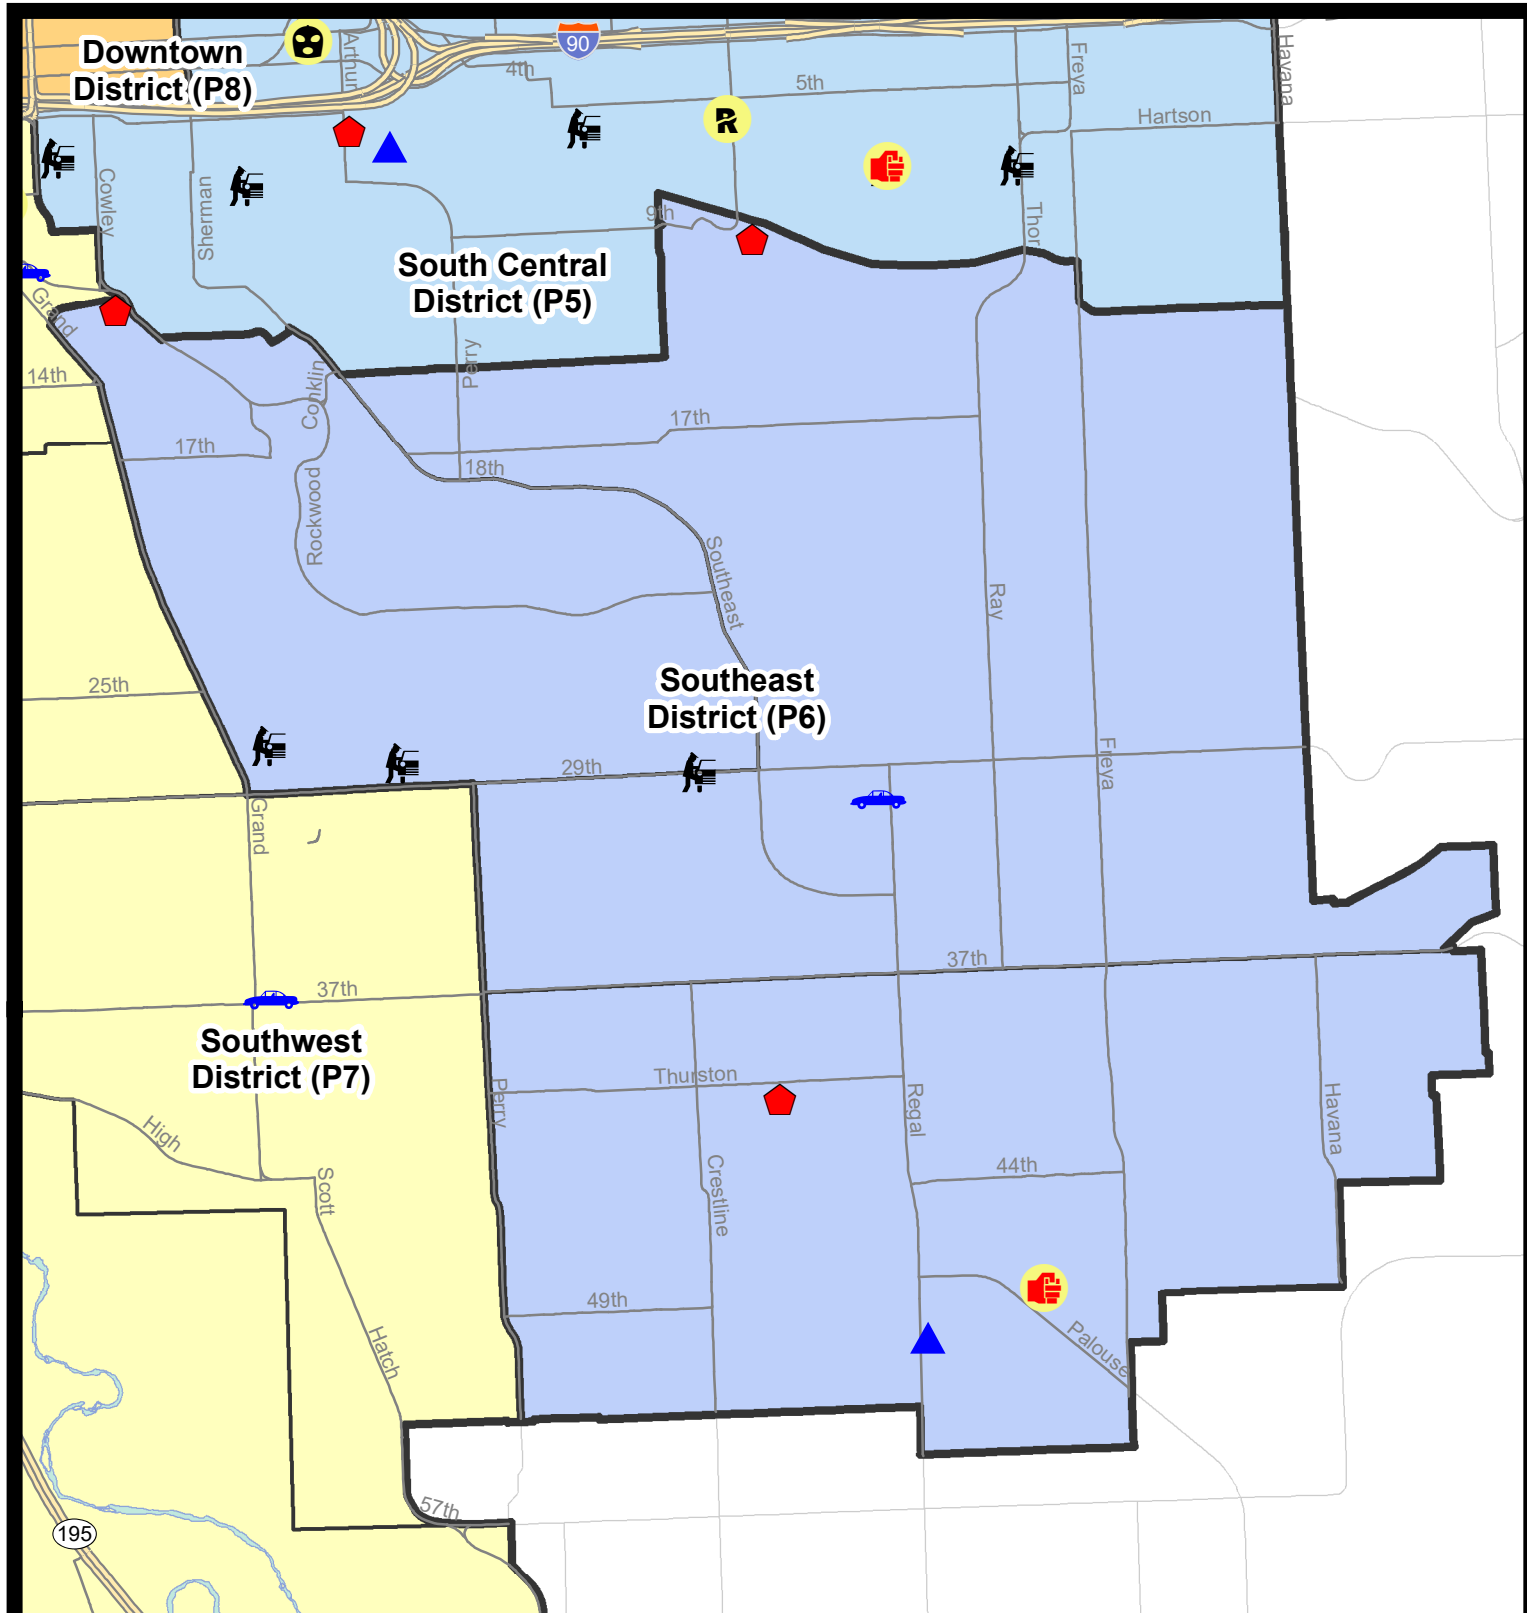 Downtown
District (P8)
Arthur
90
4th
5th
Freya
Havana
Hartson
R
Cowley
Sherman
9th
Thor
South Central
District (P5)
Grand
14th
Perry
Conklin
17th
17th
18th
Rockwood
Southeast
Ray
25th
Southeast
District (P6)
29th
Freya
Grand
37th
37th
Southwest
District (P7)
Thurston
Perry
Regal
Havana
High
44th
Scott
Crestline
49th
Hatch
Palouse
57th
195